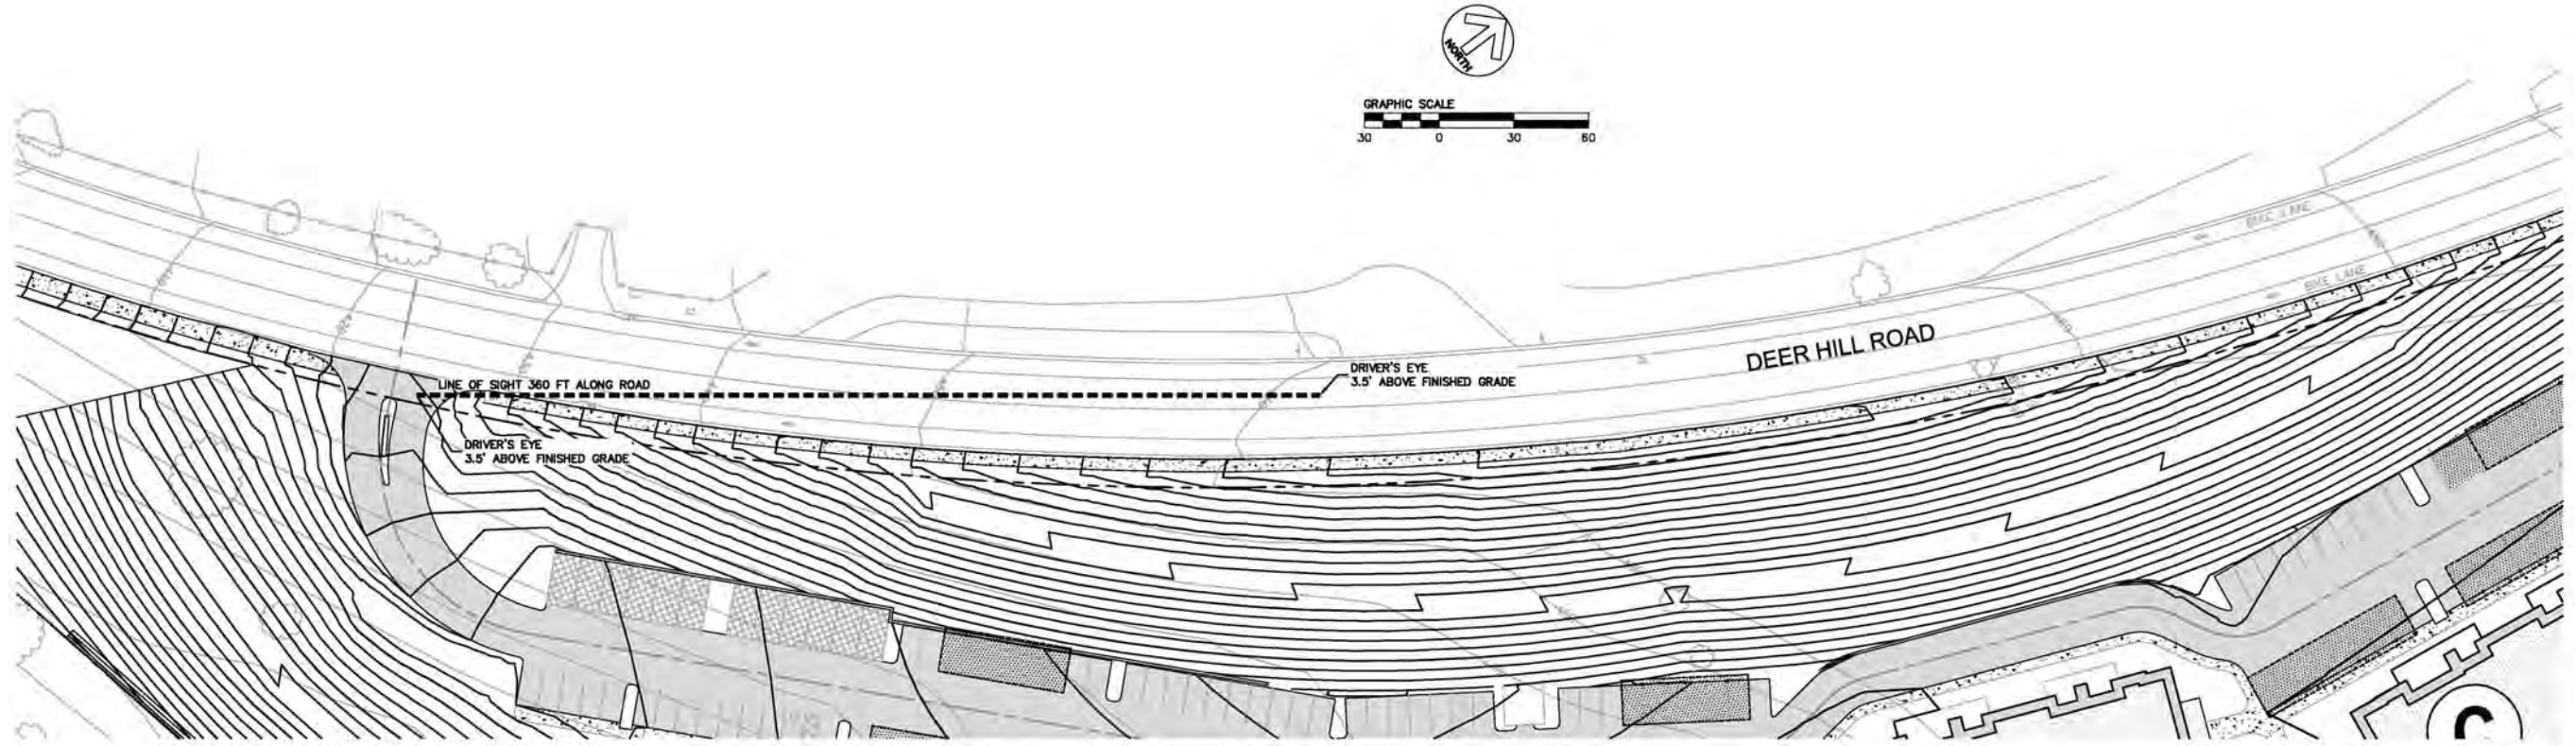 NORTH
GRAPHIC SCALE
30 0 30 60
BIKE LANE
BIKE LANE
DEER HILL ROAD
DRIVER'S EYE
3.5' ABOVE FINISHED GRADE
LINE OF SIGHT 360 FT ALONG ROAD
DRIVER'S EYE
3.5' ABOVE FINISHED GRADE
C